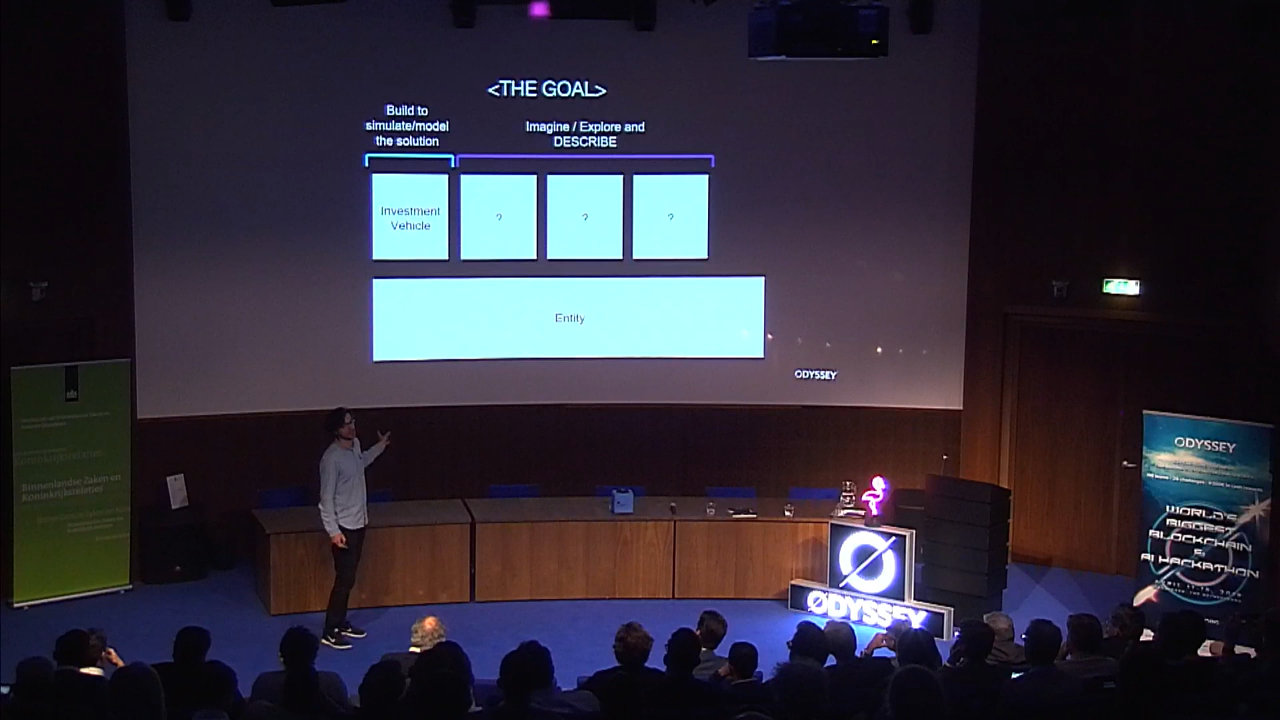 <THE GOAL>
Build to
simulate/model
the solution
Imagine / Explore and
DESCRIBE
Investment
Vehicle
?
?
?
Entity
ODYSSEY
Binnenlandse Zaken en
Koninkrijksrelaties
ODYSSEY
ODYSSEY
WORLD'S
BIGGEST
BLOCKCHAIN
&
AI HACKATHON